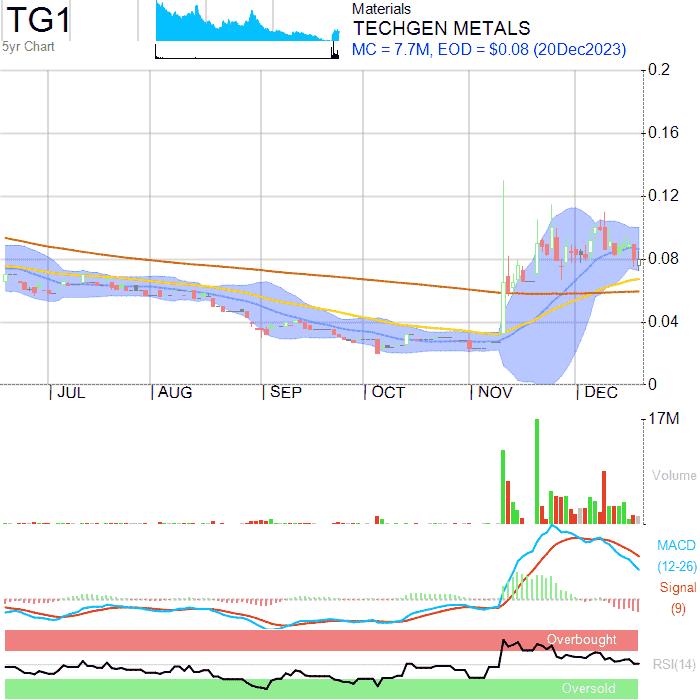 TG1
5yr Chart
Materials
TECHGEN METALS
MC = 7.7M, EOD = $0.08 (20Dec2023)
0.2
0.16
0.12
0.08
0.04
0
JUL AUG SEP OCT NOV DEC
17M
Volume
MACD
(12-26)
Signal
(9)
Overbought
RSI(14)
Oversold